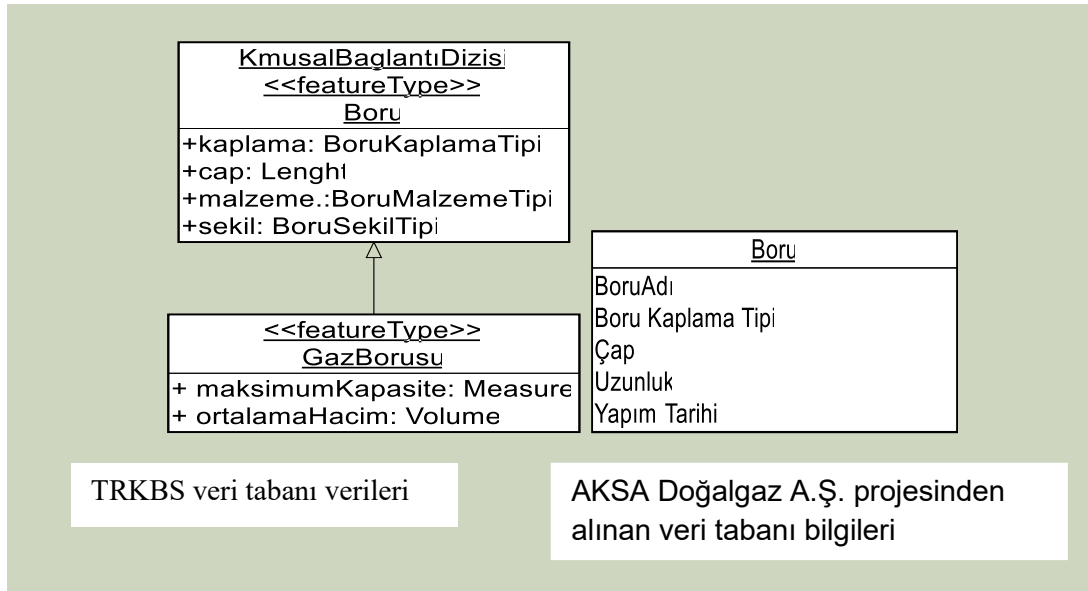 KmusalBaglantıDizisi
<<featureType>>
Boru
+kaplama: BoruKaplamaTipi
+cap: Lenght
+malzeme.:BoruMalzemeTipi
+sekil: BoruSekilTipi
<<featureType>>
GazBorusu
+ maksimumKapasite: Measure
+ ortalamaHacim: Volume
Boru
BoruAdı
Boru Kaplama Tipi
Çap
Uzunluk
Yapım Tarihi
TRKBS veri tabanı verileri
AKSA Doğalgaz A.Ş. projesinden
alınan veri tabanı bilgileri